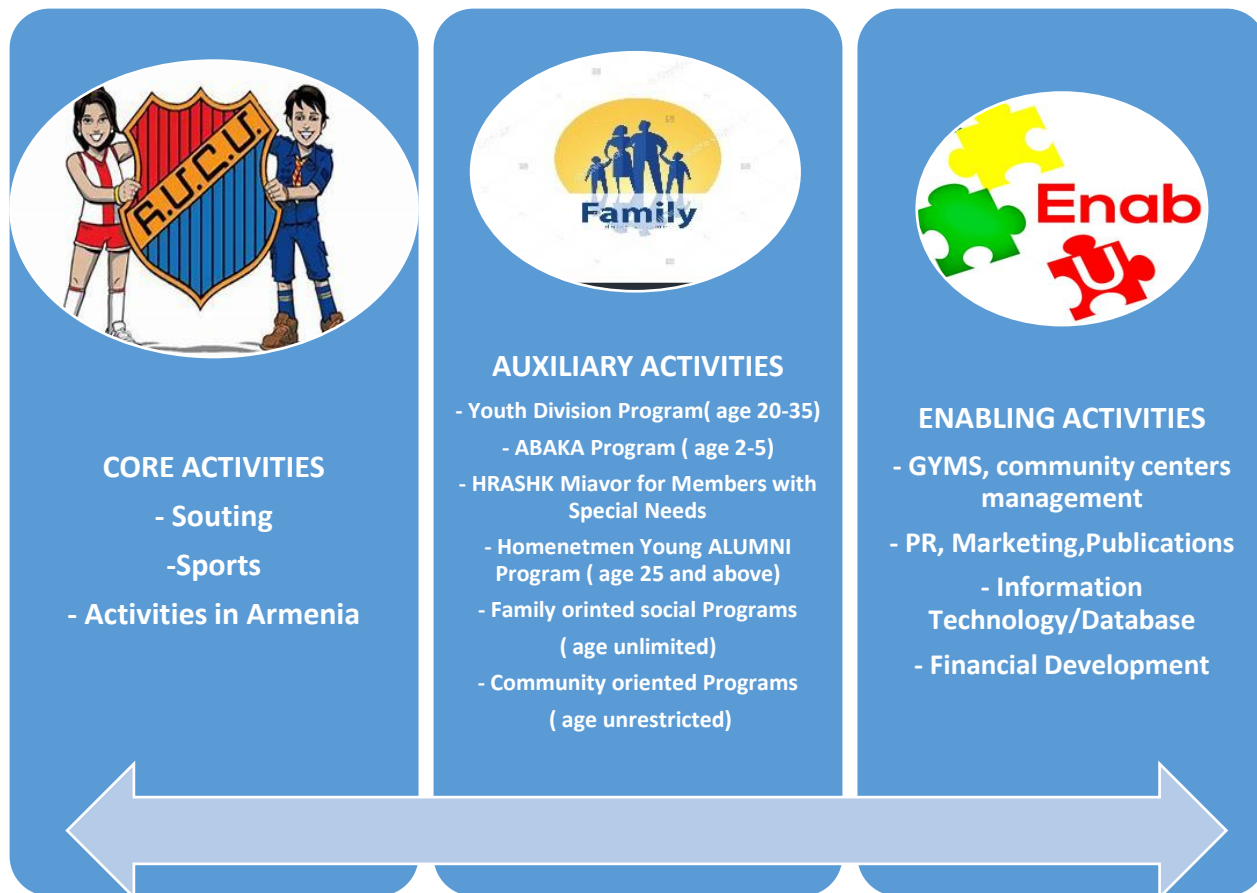 A.U.C.U.
CORE ACTIVITIES
- Souting
-Sports
- Activities in Armenia
Family
AUXILIARY ACTIVITIES
- Youth Division Program( age 20-35)
- ABAKA Program ( age 2-5)
- HRASHK Miavor for Members with
Special Needs
- Homenetmen Young ALUMNI
Program ( age 25 and above)
- Family orinted social Programs
( age unlimited)
- Community oriented Programs
( age unrestricted)
Enab
U
ENABLING ACTIVITIES
- GYMS, community centers
management
- PR, Marketing,Publications
- Information
Technology/Database
- Financial Development